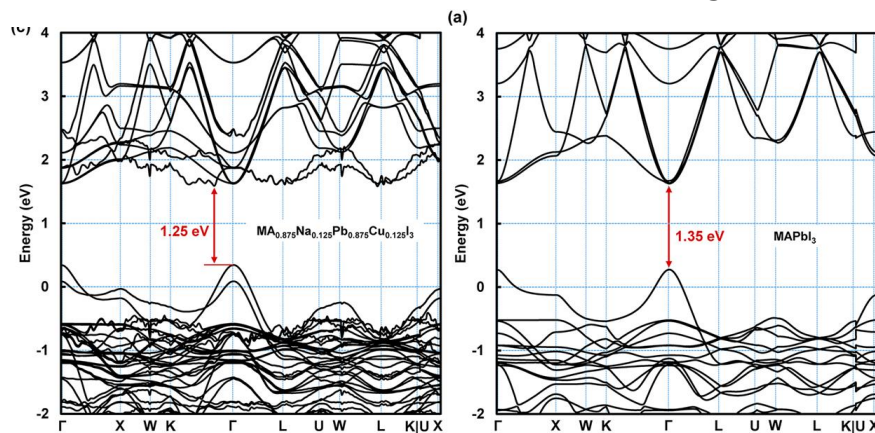 (c)
4
3
2
1
0
-1
-2
Energy (eV)
1.25 eV
MA0.875Na0.125Pb0.875Cu0.125I3
Γ X W K Γ L U W L K|U X
(a)
4
3
2
1
0
-1
-2
Energy (eV)
1.35 eV
MAPbI3
Γ X W K Γ L U W L K|U X